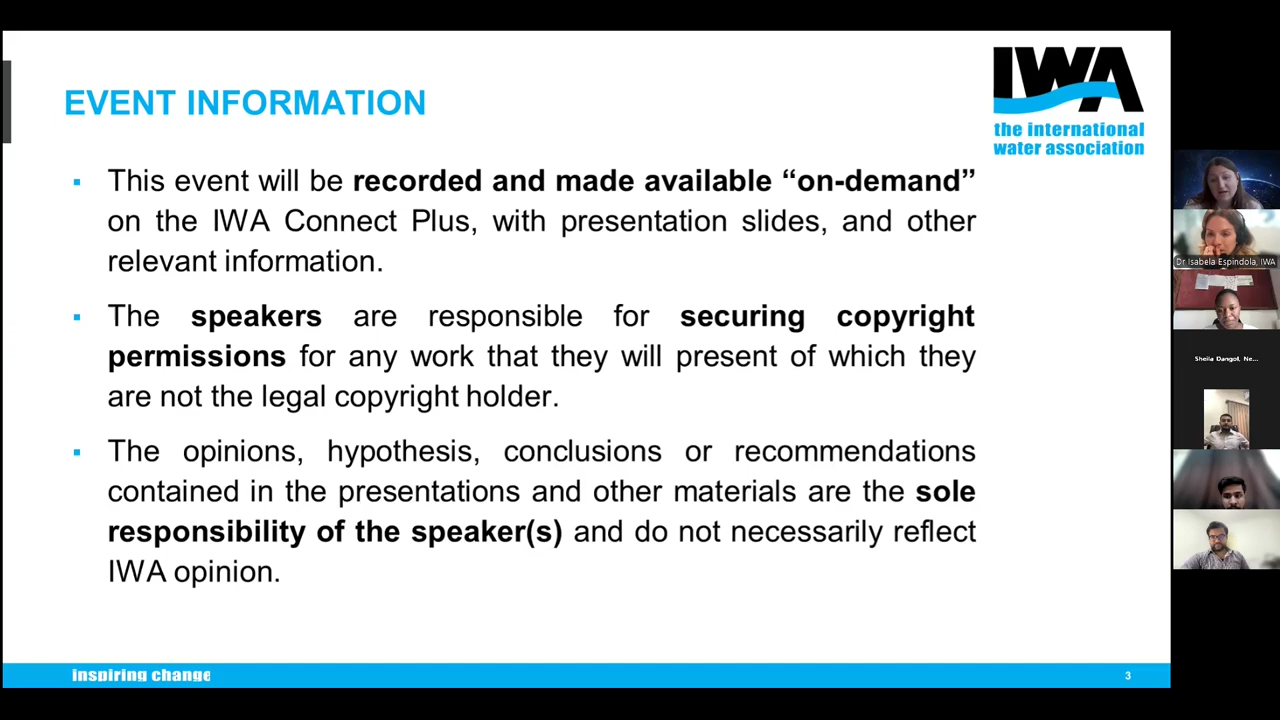 EVENT INFORMATION
IWA
the international
water association
▪ This event will be recorded and made available “on-demand”
on the IWA Connect Plus, with presentation slides, and other
relevant information.
▪ The speakers are responsible for securing copyright
permissions for any work that they will present of which they
are not the legal copyright holder.
▪ The opinions, hypothesis, conclusions or recommendations
contained in the presentations and other materials are the sole
responsibility of the speaker(s) and do not necessarily reflect
IWA opinion.
inspiring change
3
Dr Isabela Espindola, IWA
Sheila Dangol, Ne...